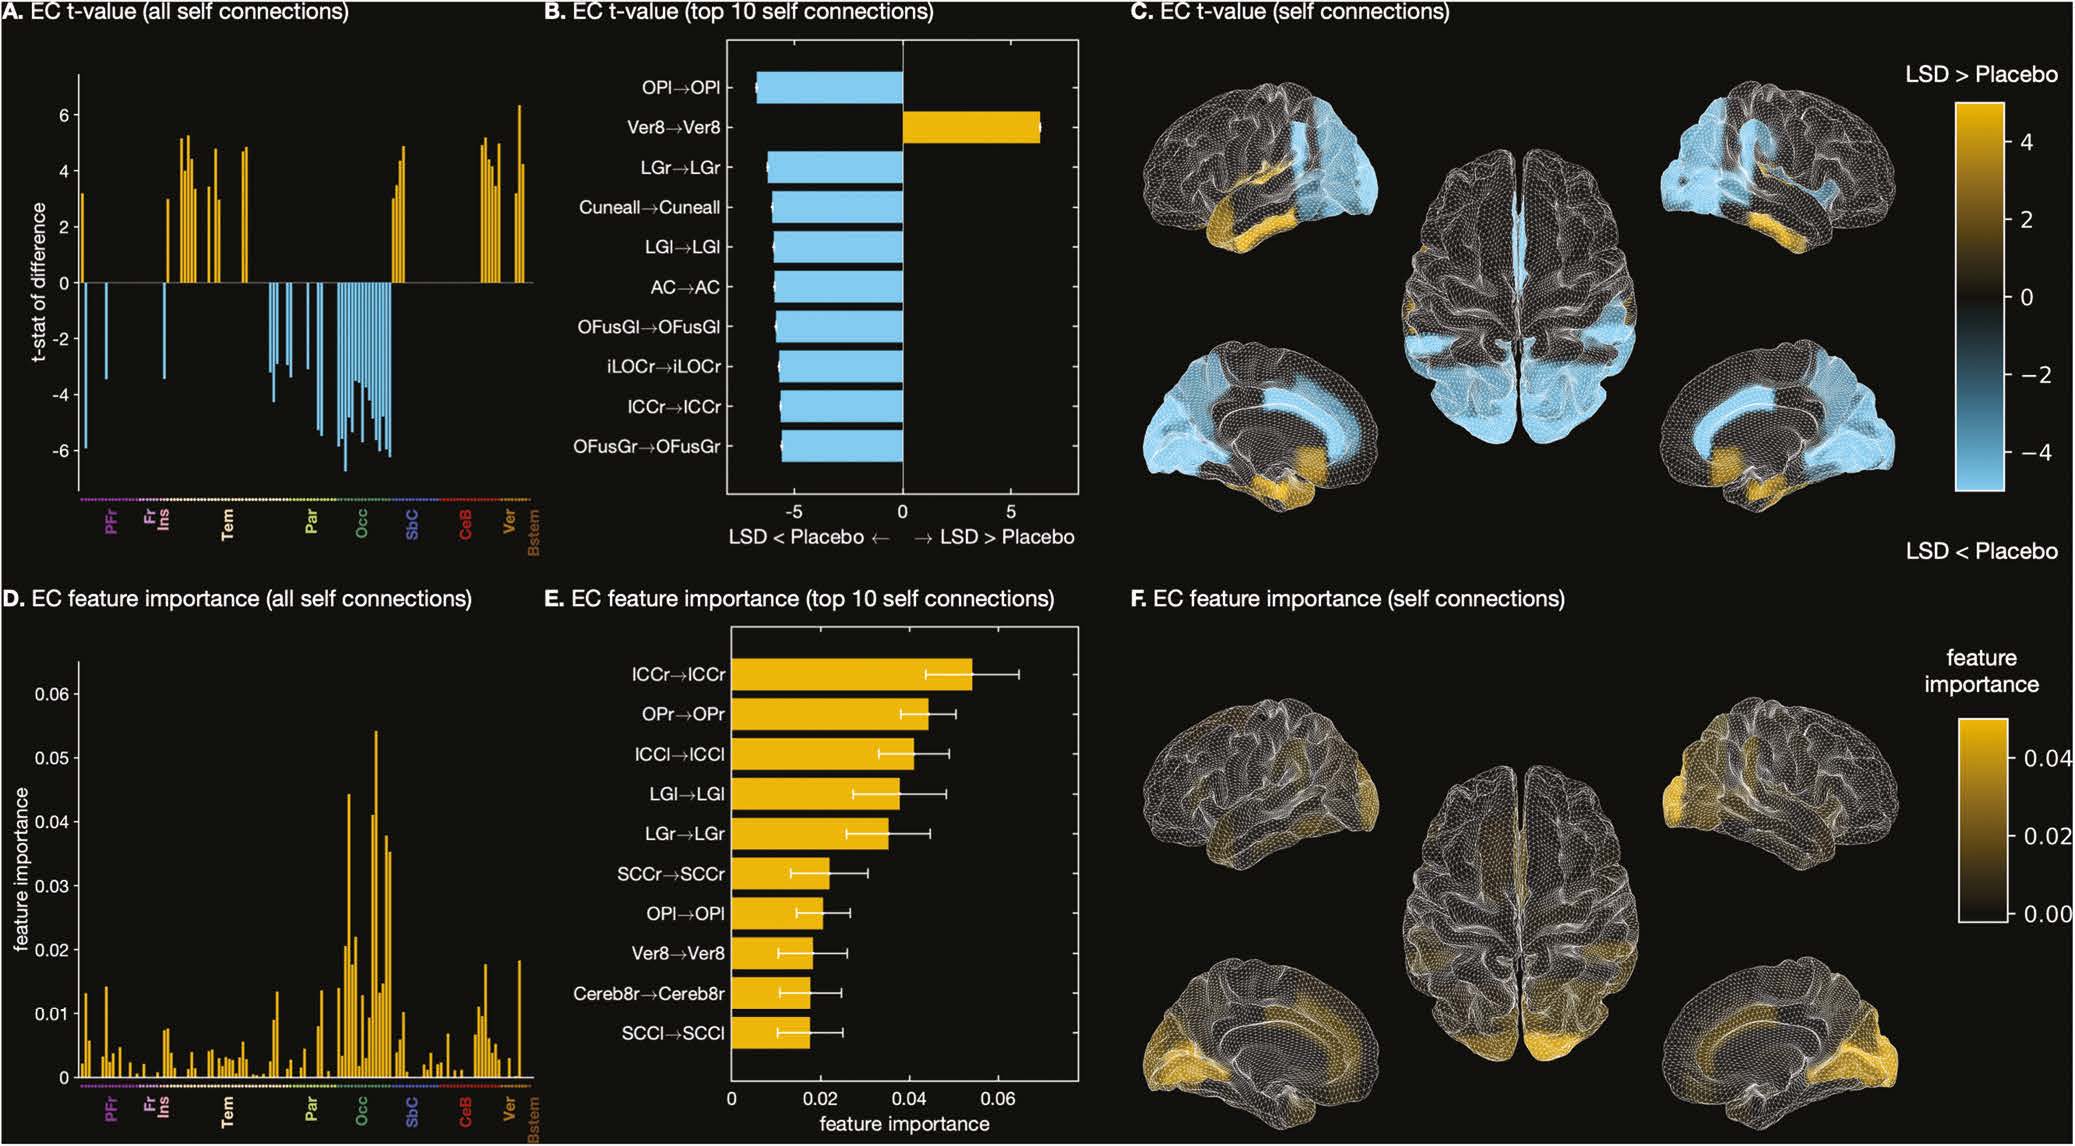 A. EC t-value (all self connections)
B. EC t-value (top 10 self connections)
C. EC t-value (self connections)
t-stat of difference
6
4
2
0
-2
-4
-6
PFr
Fr
Ins
Tem
Par
Occ
SbC
CeB
Ver
Bstem
OPl→OPl
Ver8→Ver8
LGr→LGr
Cuneall→Cuneall
LGl→LGl
AC→AC
OFusGl→OFusGl
iLOCr→iLOCr
ICCr→ICCr
OFusGr→OFusGr
-5
0
5
LSD < Placebo ← → LSD > Placebo
LSD > Placebo
4
2
0
−2
−4
LSD < Placebo
D. EC feature importance (all self connections)
E. EC feature importance (top 10 self connections)
F. EC feature importance (self connections)
feature importance
0.06
0.05
0.04
0.03
0.02
0.01
0
PFr
Fr
Ins
Tem
Par
Occ
SbC
CeB
Ver
Bstem
ICCr→ICCr
OPr→OPr
ICCl→ICCl
LGl→LGl
LGr→LGr
SCCr→SCCr
OPl→OPl
Ver8→Ver8
Cereb8r→Cereb8r
SCCl→SCCl
0
0.02
0.04
0.06
feature importance
feature
importance
0.04
0.02
0.00